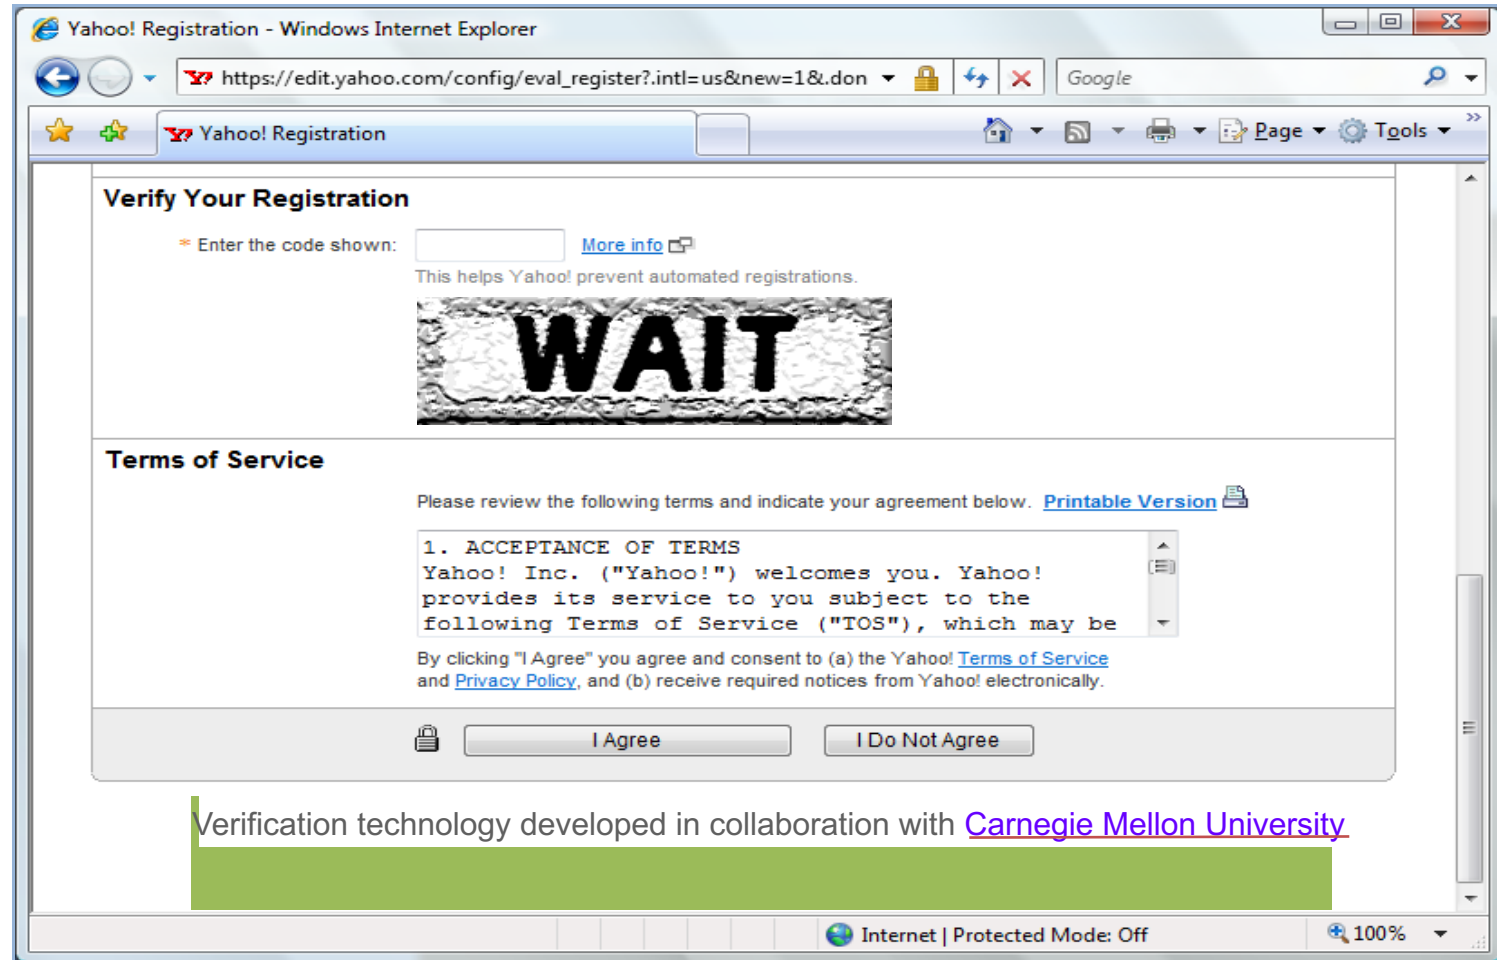 Yahoo! Registration - Windows Internet Explorer
https://edit.yahoo.com/config/eval_register?.intl=us&new=1&.don
Google
Yahoo! Registration
Page
Tools
Verify Your Registration
* Enter the code shown:
More info
This helps Yahoo! prevent automated registrations.
WAIT
Terms of Service
Please review the following terms and indicate your agreement below. Printable Version
1. ACCEPTANCE OF TERMS
Yahoo! Inc. ("Yahoo!") welcomes you. Yahoo!
provides its service to you subject to the
following Terms of Service ("TOS"), which may be
By clicking "I Agree" you agree and consent to (a) the Yahoo! Terms of Service
and Privacy Policy, and (b) receive required notices from Yahoo! electronically.
I Agree
I Do Not Agree
Verification technology developed in collaboration with Carnegie Mellon University
Internet | Protected Mode: Off
100%